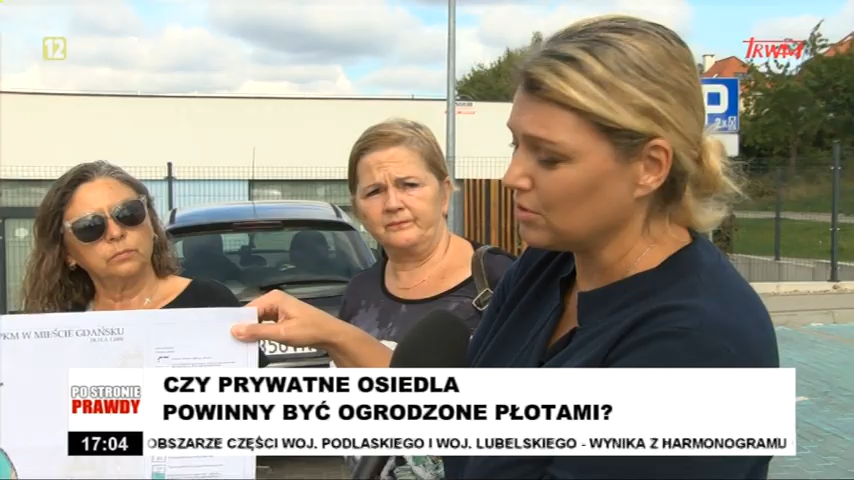 12
TRWAM
P
PKM W MIEŚCIE GDAŃSKU
PO STRONIE
PRAWDY
CZY PRYWATNE OSIEDLA
POWINNY BYĆ OGRODZONE PŁOTAMI?
17:04
OBSZARZE CZĘŚCI WOJ. PODLASKIEGO I WOJ. LUBELSKIEGO - WYNIKA Z HARMONOGRAMU